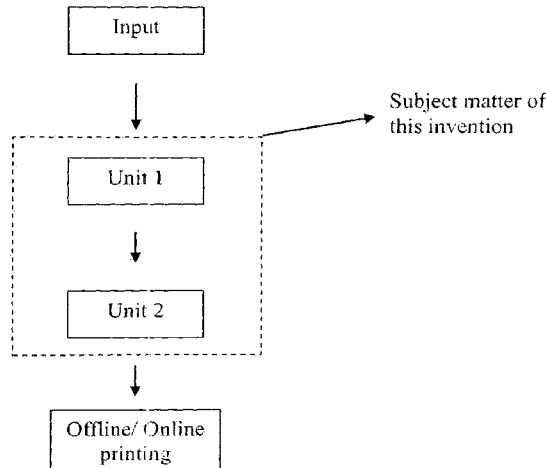 Input
Subject matter of
this invention
Unit 1
Unit 2
Offline/ Online
printing